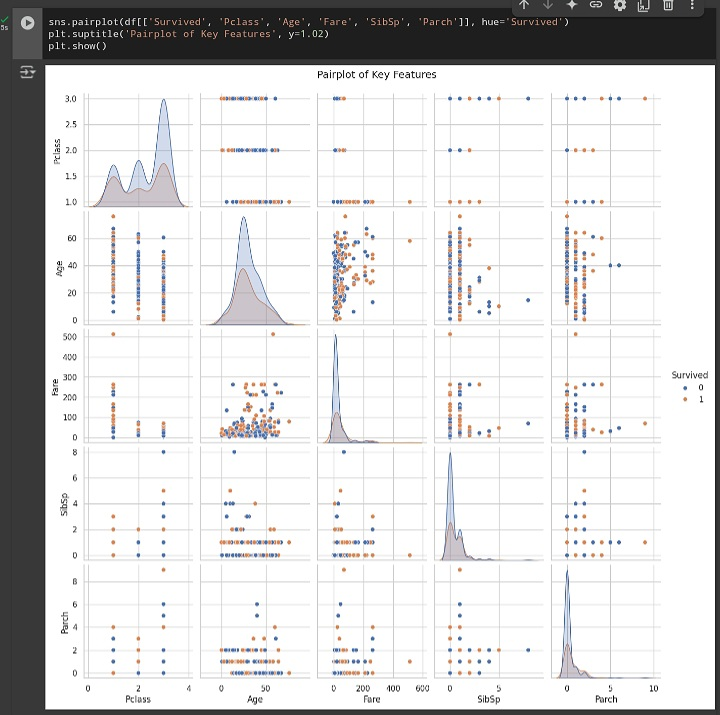 sns.pairplot(df[['Survived', 'Pclass', 'Age', 'Fare', 'SibSp', 'Parch']], hue='Survived')
plt.suptitle('Pairplot of Key Features', y=1.02)
plt.show()
5s
Pairplot of Key Features
3.0
2.5
2.0
1.5
1.0
Pclass
60
40
20
0
Age
500
400
300
200
100
0
Fare
Survived
0
1
8
6
4
2
0
SibSp
8
6
4
2
0
Parch
0 2 4
0 50
0 200 400 600
0 5
0 5 10
Pclass Age Fare SibSp Parch